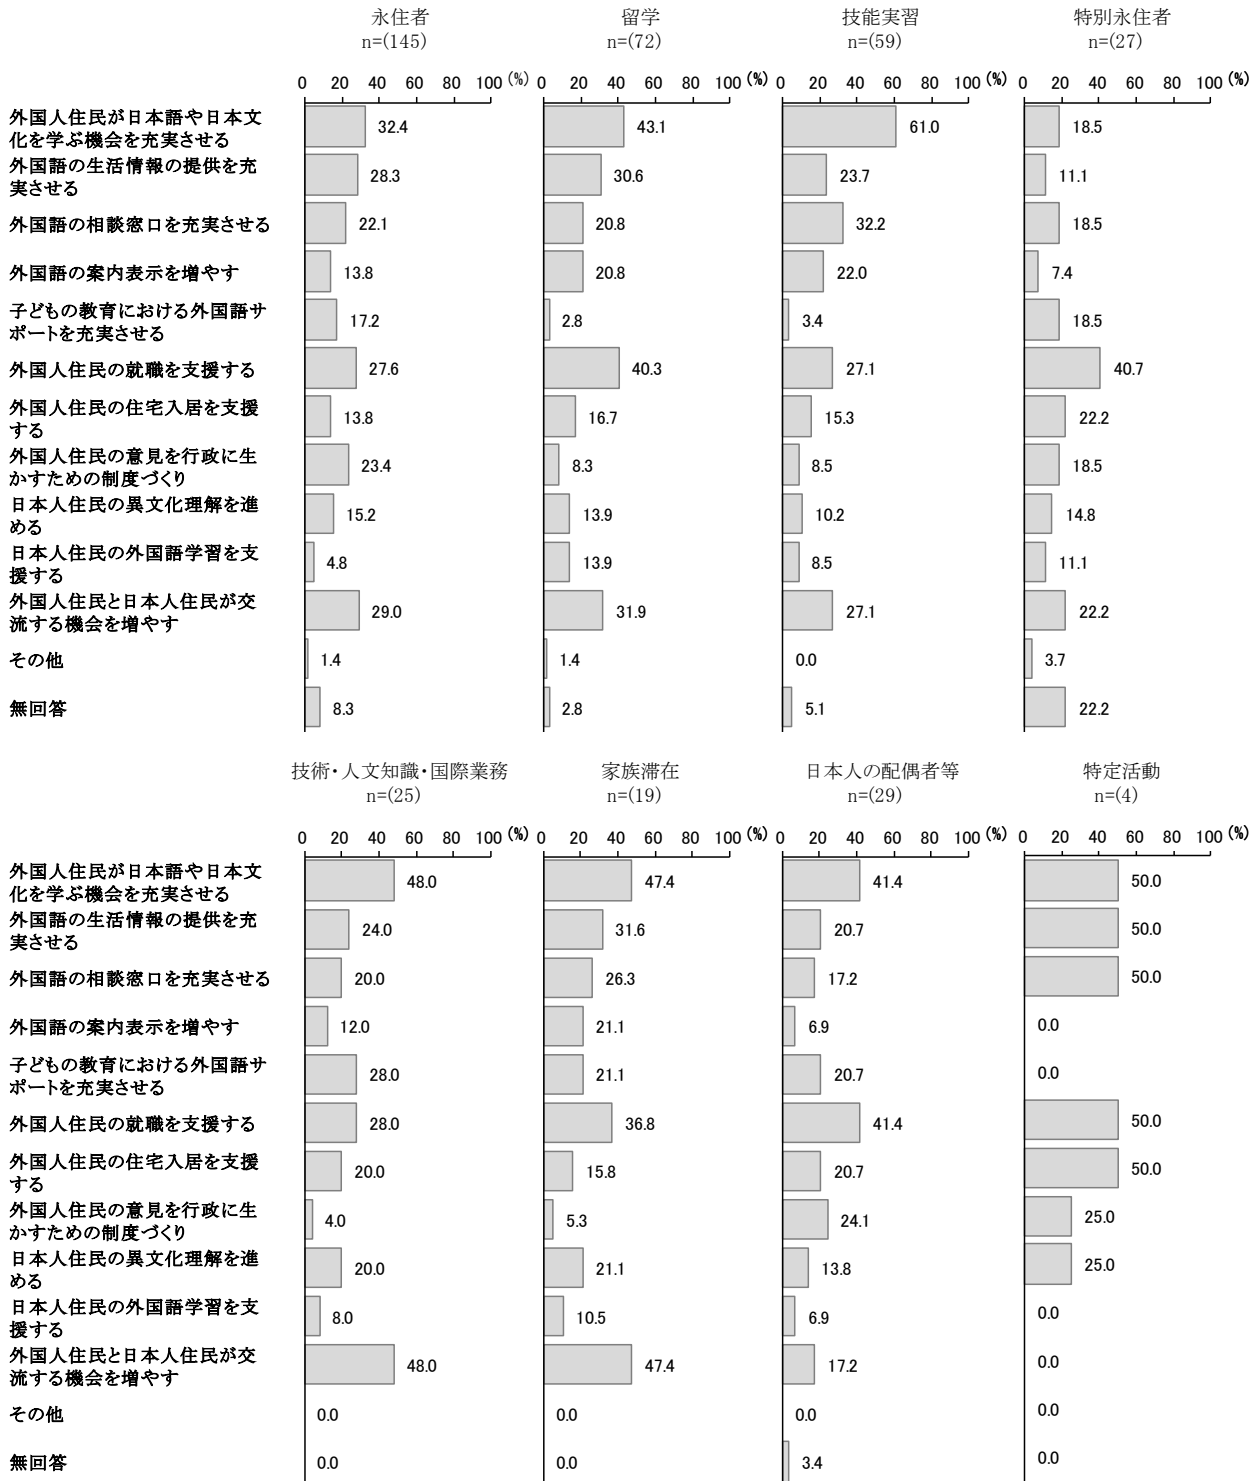 永住者 留学 技能実習 特別永住者
n=(145) n=(72) n=(59) n=(27)
0 20 40 60 80 100 (%) 0 20 40 60 80 100 (%) 0 20 40 60 80 100 (%) 0 20 40 60 80 100 (%)
外国人住民が日本語や日本文
化を学ぶ機会を充実させる
32.4 43.1 61.0 18.5
外国語の生活情報の提供を充
実させる
28.3 30.6 23.7 11.1
外国語の相談窓口を充実させる 22.1 20.8 32.2 18.5
外国語の案内表示を増やす 13.8 20.8 22.0 7.4
子どもの教育における外国語サ
ポートを充実させる
17.2 2.8 3.4 18.5
外国人住民の就職を支援する 27.6 40.3 27.1 40.7
外国人住民の住宅入居を支援
する
13.8 16.7 15.3 22.2
外国人住民の意見を行政に生
かすための制度づくり
23.4 8.3 8.5 18.5
日本人住民の異文化理解を進
める
15.2 13.9 10.2 14.8
日本人住民の外国語学習を支
援する
4.8 13.9 8.5 11.1
外国人住民と日本人住民が交
流する機会を増やす
29.0 31.9 27.1 22.2
その他 1.4 1.4 0.0 3.7
無回答 8.3 2.8 5.1 22.2
技術・人文知識・国際業務 家族滞在 日本人の配偶者等 特定活動
n=(25) n=(19) n=(29) n=(4)
0 20 40 60 80 100 (%) 0 20 40 60 80 100 (%) 0 20 40 60 80 100 (%) 0 20 40 60 80 100 (%)
外国人住民が日本語や日本文
化を学ぶ機会を充実させる
48.0 47.4 41.4 50.0
外国語の生活情報の提供を充
実させる
24.0 31.6 20.7 50.0
外国語の相談窓口を充実させる 20.0 26.3 17.2 50.0
外国語の案内表示を増やす 12.0 21.1 6.9 0.0
子どもの教育における外国語サ
ポートを充実させる
28.0 21.1 20.7 0.0
外国人住民の就職を支援する 28.0 36.8 41.4 50.0
外国人住民の住宅入居を支援
する
20.0 15.8 20.7 50.0
外国人住民の意見を行政に生
かすための制度づくり
4.0 5.3 24.1 25.0
日本人住民の異文化理解を進
める
20.0 21.1 13.8 25.0
日本人住民の外国語学習を支
援する
8.0 10.5 6.9 0.0
外国人住民と日本人住民が交
流する機会を増やす
48.0 47.4 17.2 0.0
その他 0.0 0.0 0.0 0.0
無回答 0.0 0.0 3.4 0.0